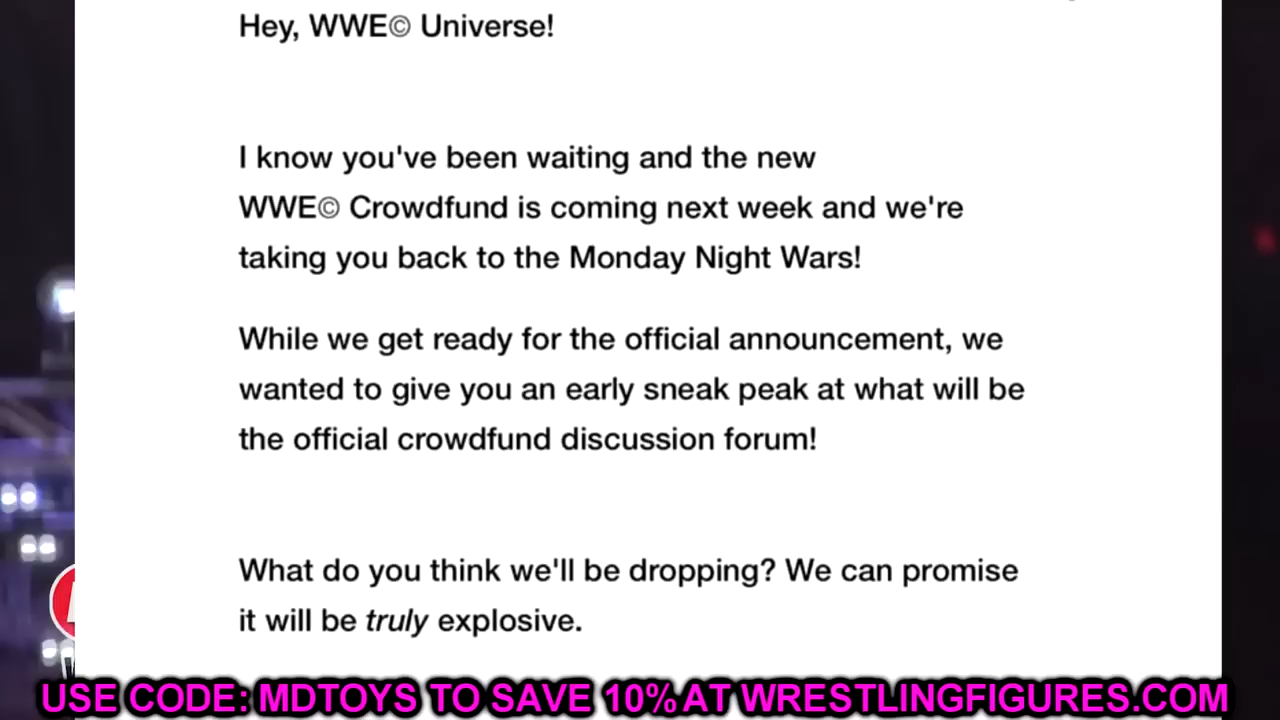 Hey, WWE© Universe!
I know you've been waiting and the new
WWE© Crowdfund is coming next week and we're
taking you back to the Monday Night Wars!
While we get ready for the official announcement, we
wanted to give you an early sneak peak at what will be
the official crowdfund discussion forum!
What do you think we'll be dropping? We can promise
it will be truly explosive.
USE CODE: MDTOYS TO SAVE 10% AT WRESTLINGFIGURES.COM